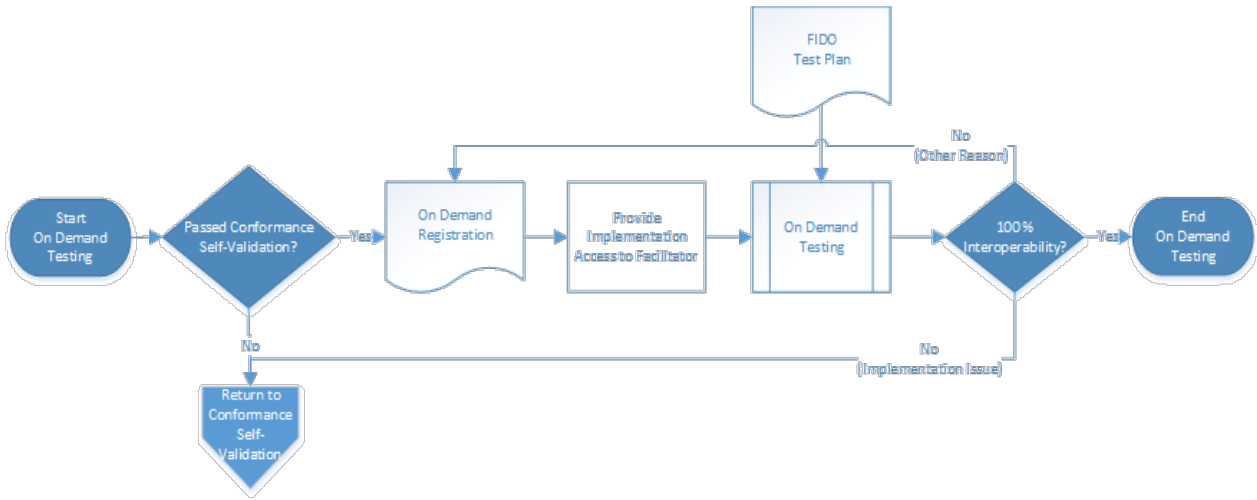 FIDO
Test Plan
No
(Other Reason)
Start
On Demand
Testing
Passed Conformance
Self-Validation?
Yes
On Demand
Registration
Provide
Implementation
Access to Facilitator
On Demand
Testing
100%
Interoperability?
Yes
End
On Demand
Testing
No
No
(Implementation Issue)
Return to
Conformance
Self-
Validation